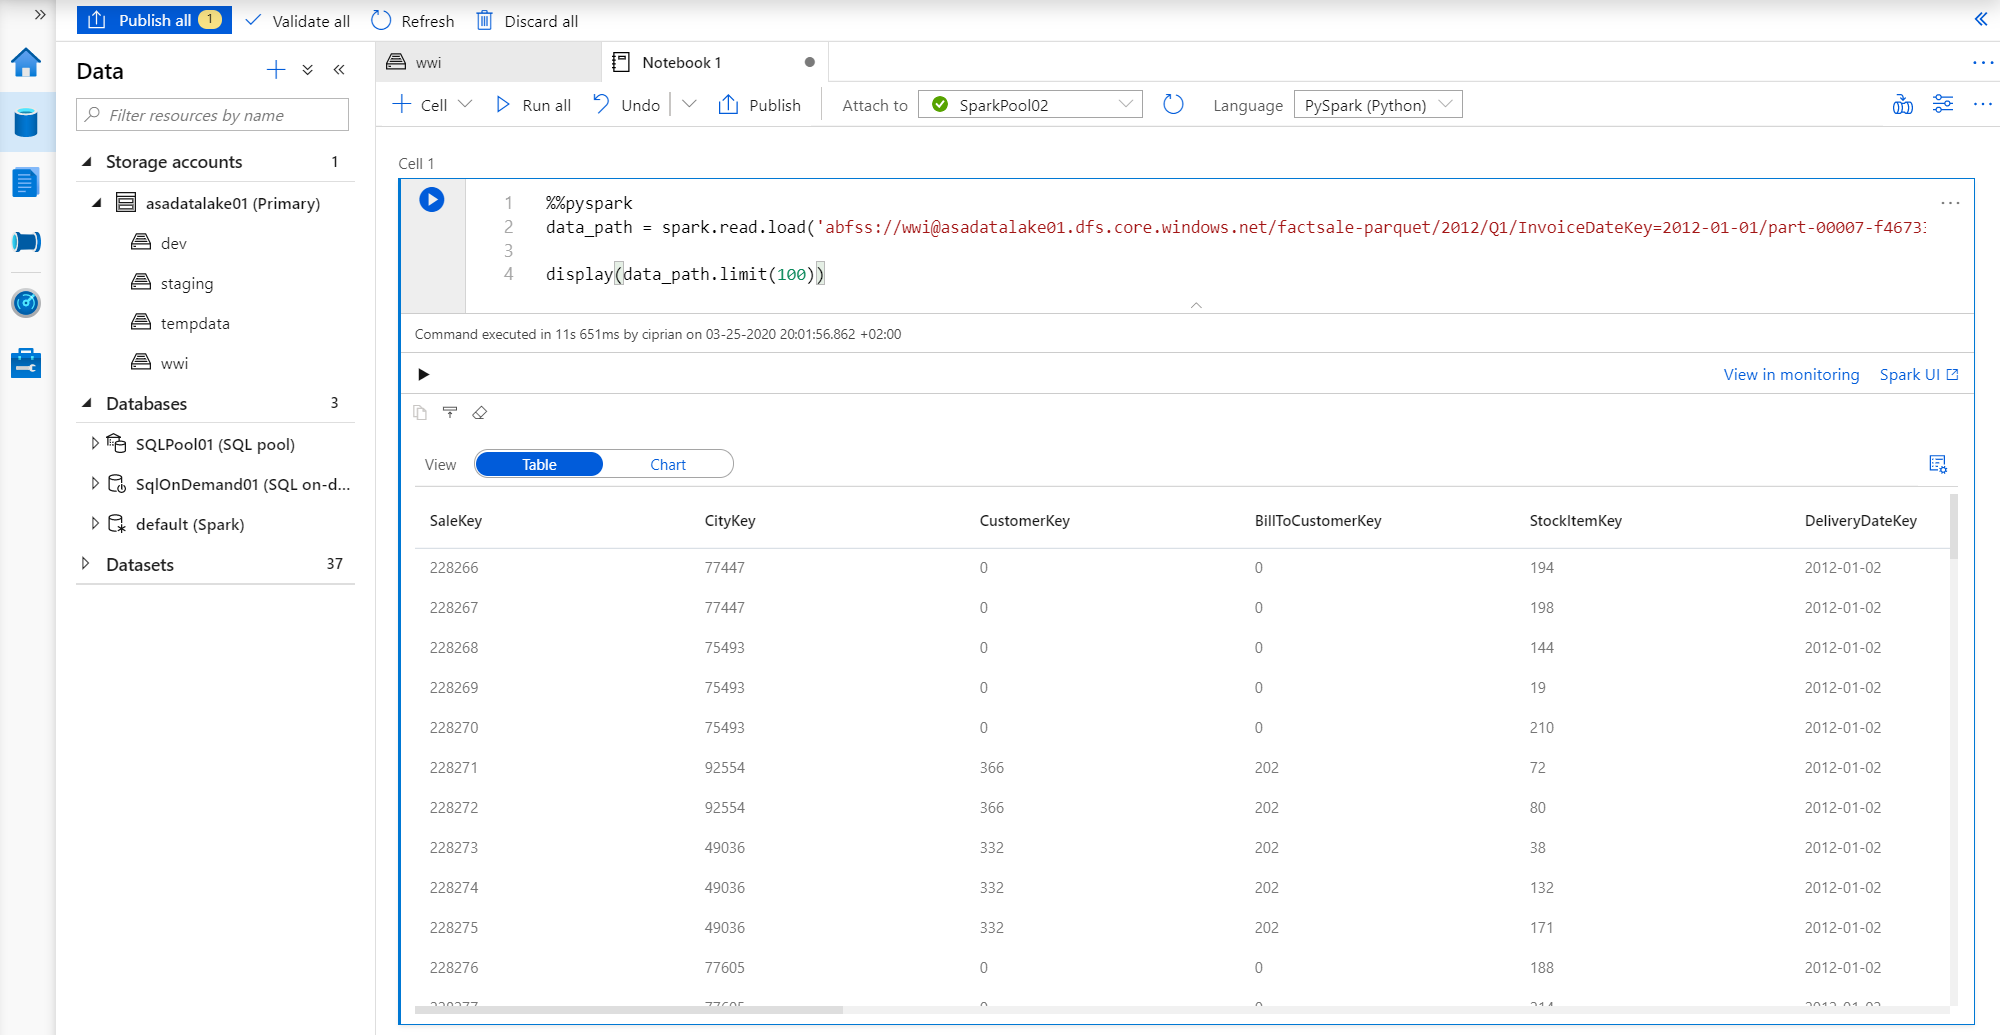 Publish all 1 Validate all Refresh Discard all
Data
Filter resources by name
Storage accounts 1
asadatalake01 (Primary)
dev
staging
tempdata
wwi
Databases 3
SQLPool01 (SQL pool)
SqlOnDemand01 (SQL on-d...
default (Spark)
Datasets 37
wwi Notebook 1
Cell Run all Undo Publish Attach to SparkPool02 Language PySpark (Python)
Cell 1
1 %%pyspark
2 data_path = spark.read.load('abfss://wwi@asadatalake01.dfs.core.windows.net/factsale-parquet/2012/Q1/InvoiceDateKey=2012-01-01/part-00007-f4673
3
4 display(data_path.limit(100))
Command executed in 11s 651ms by ciprian on 03-25-2020 20:01:56.862 +02:00
View in monitoring Spark UI
View Table Chart
SaleKey CityKey CustomerKey BillToCustomerKey StockItemKey DeliveryDateKey
228266 77447 0 0 194 2012-01-02
228267 77447 0 0 198 2012-01-02
228268 75493 0 0 144 2012-01-02
228269 75493 0 0 19 2012-01-02
228270 75493 0 0 210 2012-01-02
228271 92554 366 202 72 2012-01-02
228272 92554 366 202 80 2012-01-02
228273 49036 332 202 38 2012-01-02
228274 49036 332 202 132 2012-01-02
228275 49036 332 202 171 2012-01-02
228276 77605 0 0 188 2012-01-02